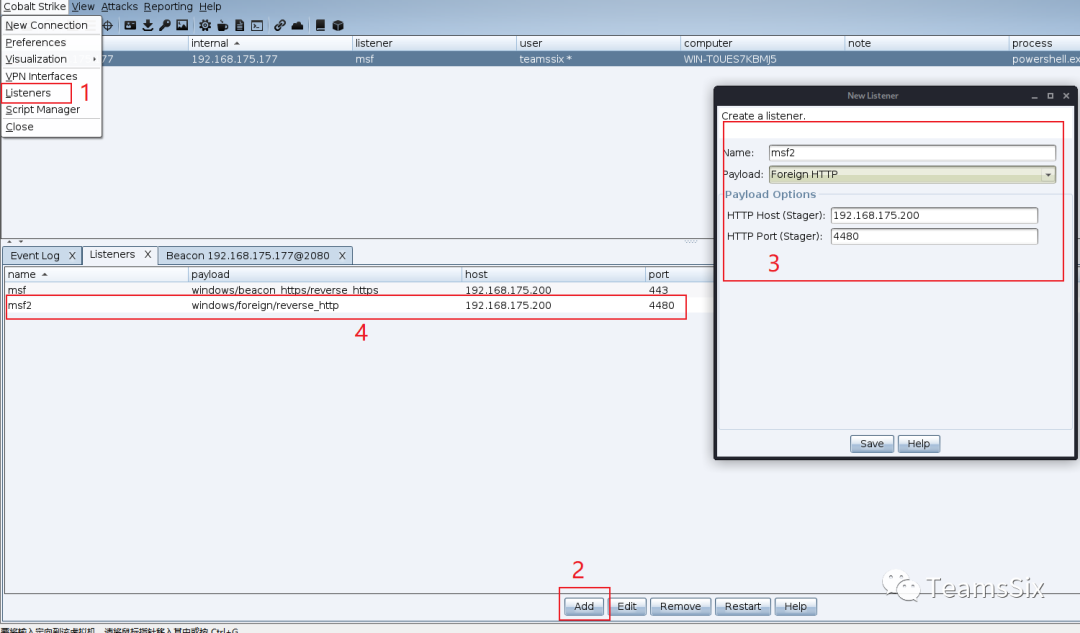 Cobalt Strike View Attacks Reporting Help
New Connection
Preferences
Visualization
VPN Interfaces
Listeners
Script Manager
Close
1
internal listener user computer note process
177 192.168.175.177 msf teamssix * WIN-T0UES7KBMJ5 powershell.ex
New Listener
Create a listener.
Name: msf2
Payload: Foreign HTTP
Payload Options
HTTP Host (Stager): 192.168.175.200
HTTP Port (Stager): 4480
3
Save Help
Event Log X Listeners X Beacon 192.168.175.177@2080 X
name payload host port
msf windows/beacon_https/reverse_https 192.168.175.200 443
msf2 windows/foreign/reverse_http 192.168.175.200 4480
4
2
Add Edit Remove Restart Help
TeamsSix
Ctrl+G